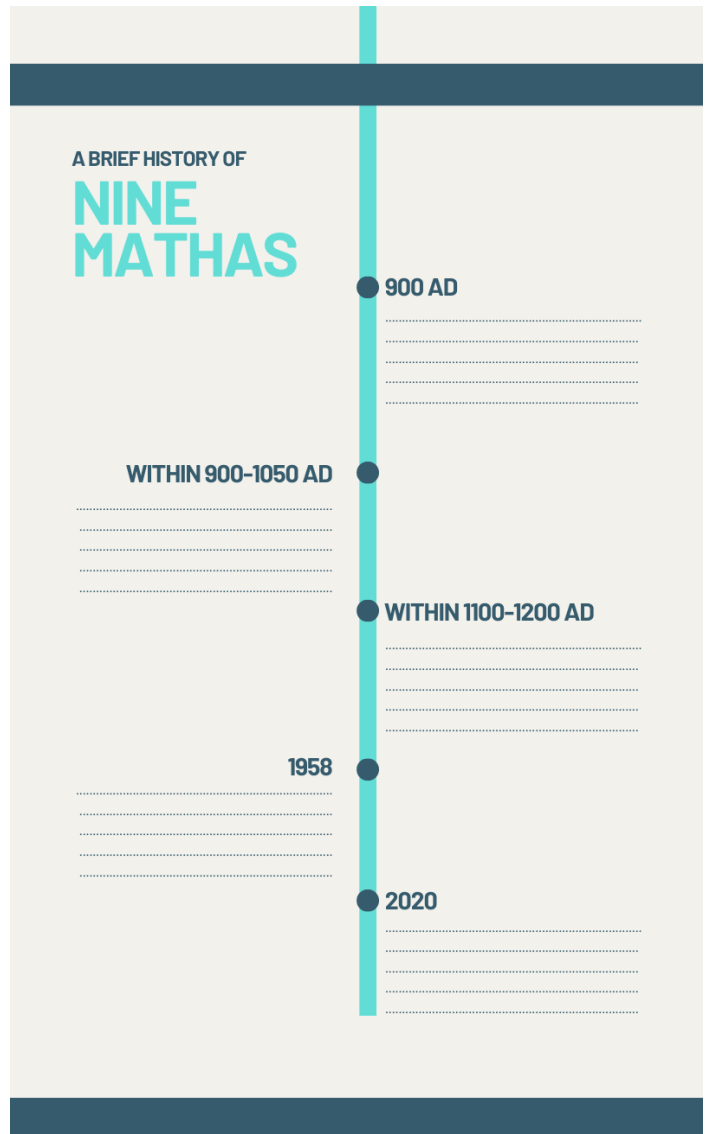 A BRIEF HISTORY OF
NINE
MATHAS
900 AD
WITHIN 900-1050 AD
WITHIN 1100-1200 AD
1958
2020